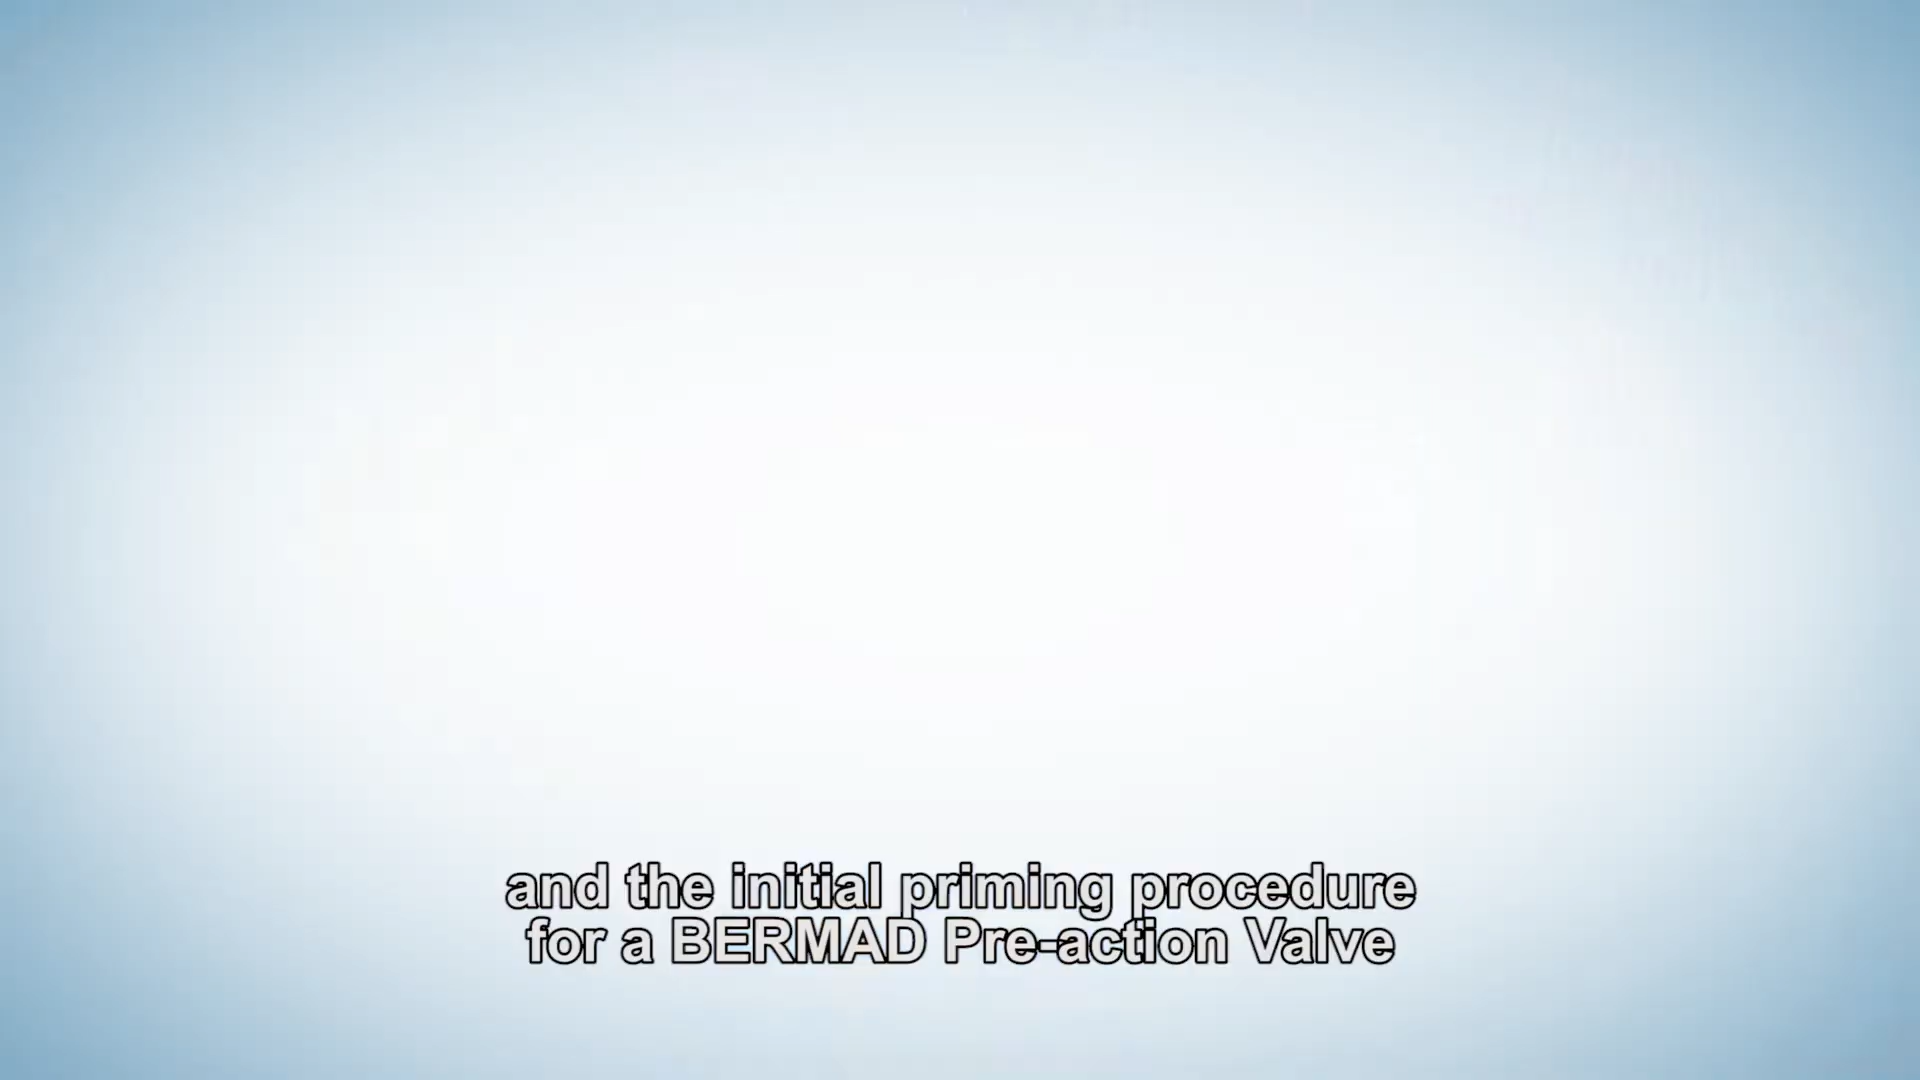 and the initial priming procedure
for a BERMAD Pre-action Valve